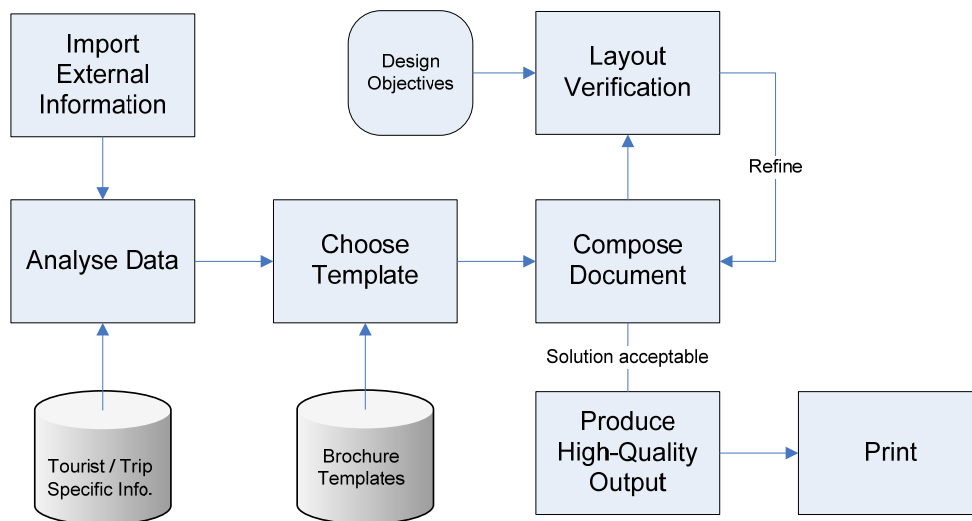 Import
External
Information
Design
Objectives
Layout
Verification
Refine
Analyse Data
Choose
Template
Compose
Document
Solution acceptable
Tourist / Trip
Specific Info.
Brochure
Templates
Produce
High-Quality
Output
Print